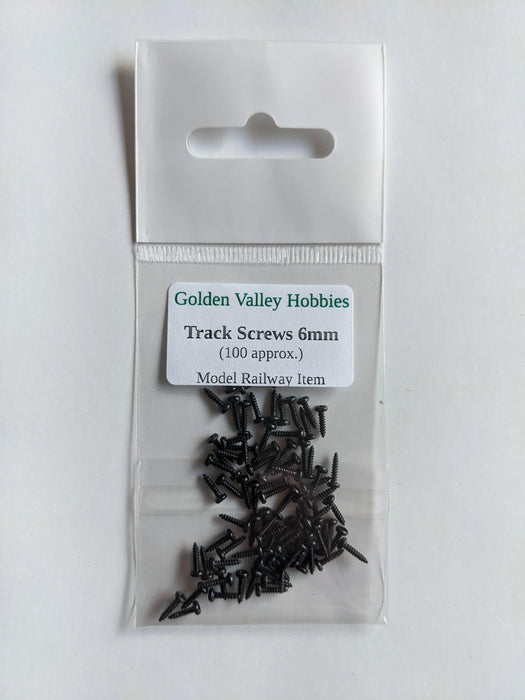 Golden Valley Hobbies
Track Screws 6mm
(100 approx.)
Model Railway Item